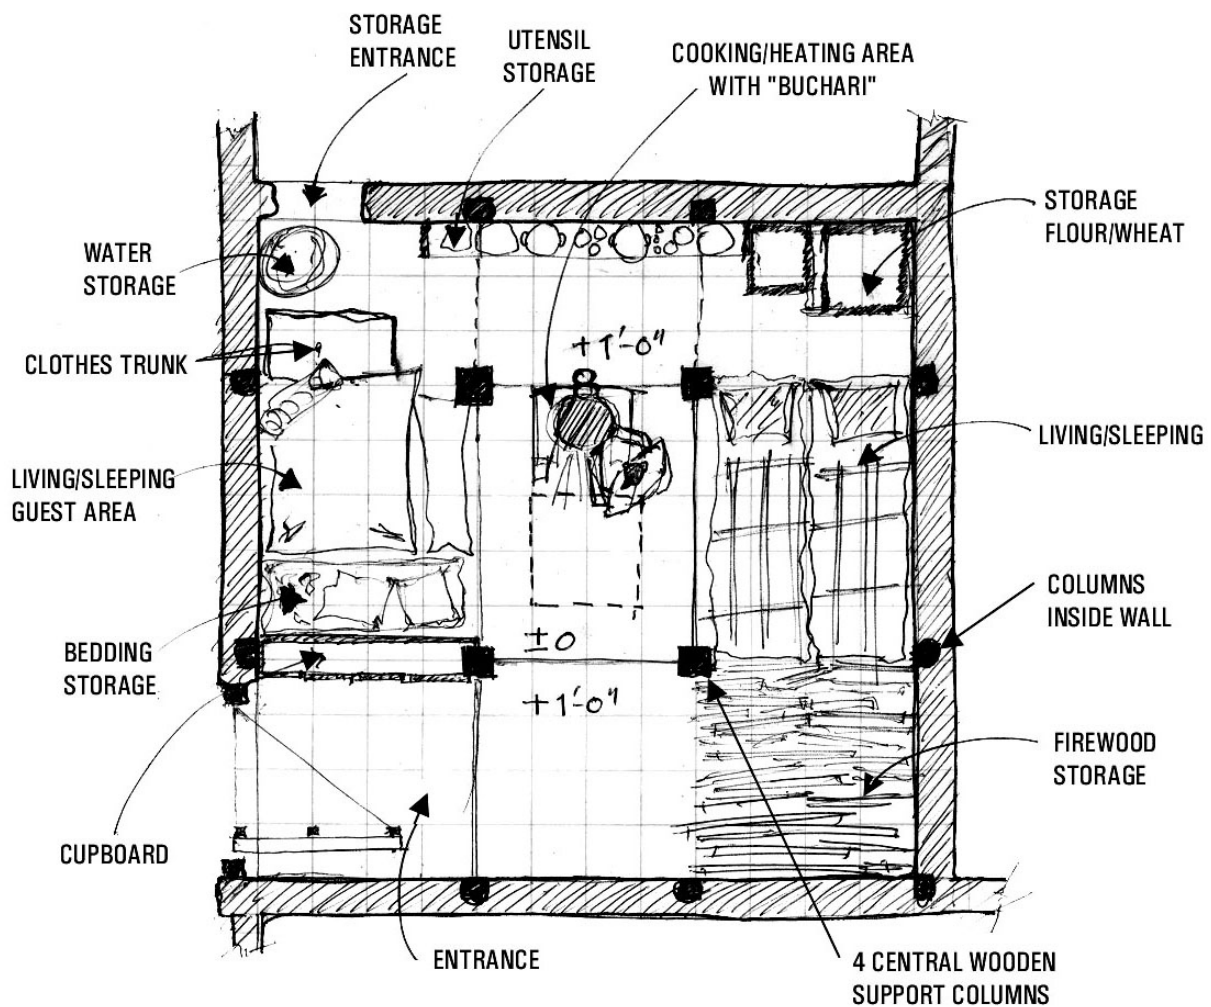 STORAGE
ENTRANCE
UTENSIL
STORAGE
COOKING/HEATING AREA
WITH "BUCHARI"
STORAGE
FLOUR/WHEAT
WATER
STORAGE
+1'-0"
CLOTHES TRUNK
LIVING/SLEEPING
LIVING/SLEEPING
GUEST AREA
COLUMNS
INSIDE WALL
±0
BEDDING
STORAGE
+1'-0"
FIREWOOD
STORAGE
CUPBOARD
ENTRANCE
4 CENTRAL WOODEN
SUPPORT COLUMNS